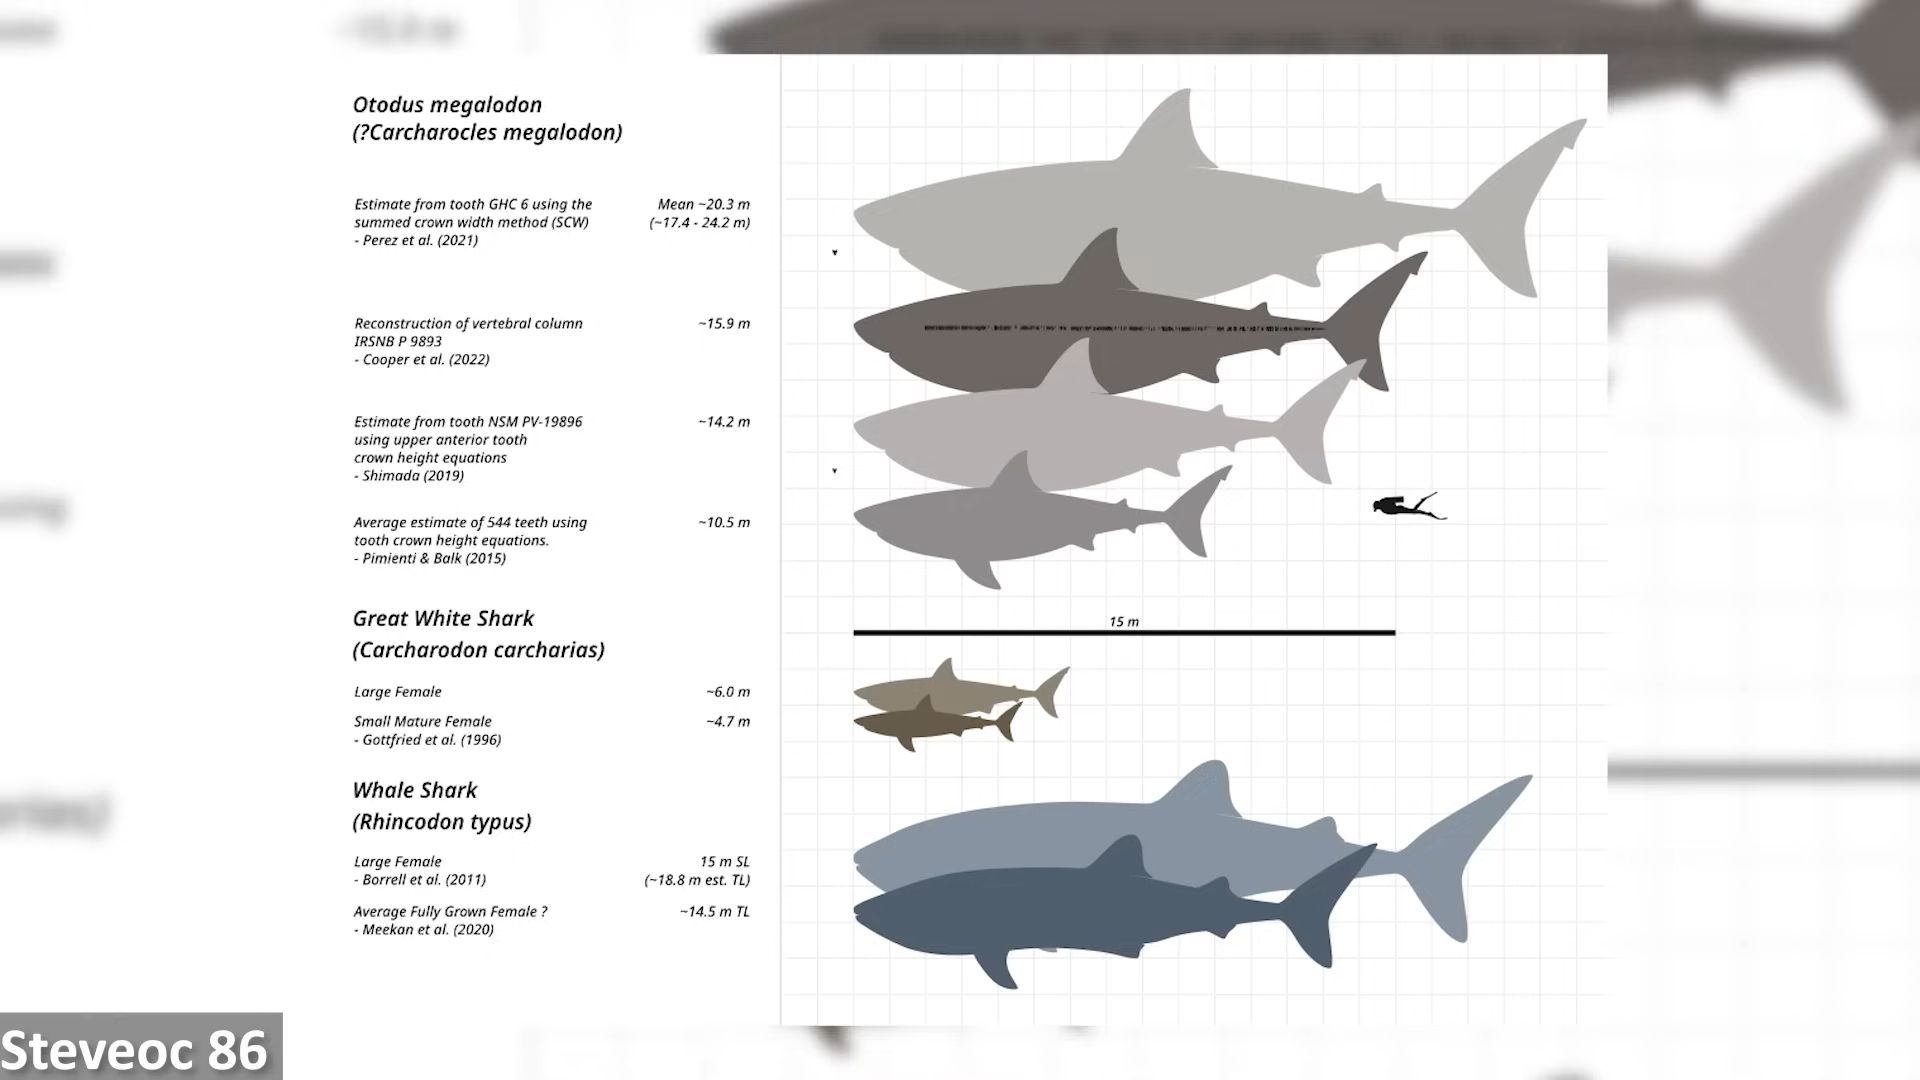 Otodus megalodon
(?Carcharocles megalodon)
Estimate from tooth GHC 6 using the
summed crown width method (SCW)
- Perez et al. (2021)
Mean ~20.3 m
(~17.4 - 24.2 m)
Reconstruction of vertebral column
IRSNB P 9893
- Cooper et al. (2022)
~15.9 m
Estimate from tooth NSM PV-19896
using upper anterior tooth
crown height equations
- Shimada (2019)
~14.2 m
Average estimate of 544 teeth using
tooth crown height equations.
- Pimienti & Balk (2015)
~10.5 m
15 m
Great White Shark
(Carcharodon carcharias)
Large Female
~6.0 m
Small Mature Female
- Gottfried et al. (1996)
~4.7 m
Whale Shark
(Rhincodon typus)
Large Female
- Borrell et al. (2011)
15 m SL
(~18.8 m est. TL)
Average Fully Grown Female ?
- Meekan et al. (2020)
~14.5 m TL
Steveoc 86